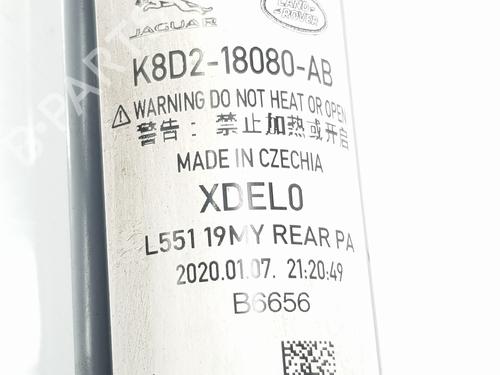 JAGUAR
LAND
ROVER
K8D2-18080-AB
WARNING DO NOT HEAT OR OPEN
警告：禁止加热或开启
MADE IN CZECHIA
XDEL0
L551 19MY REAR PA
2020.01.07. 21:20:49
B6656